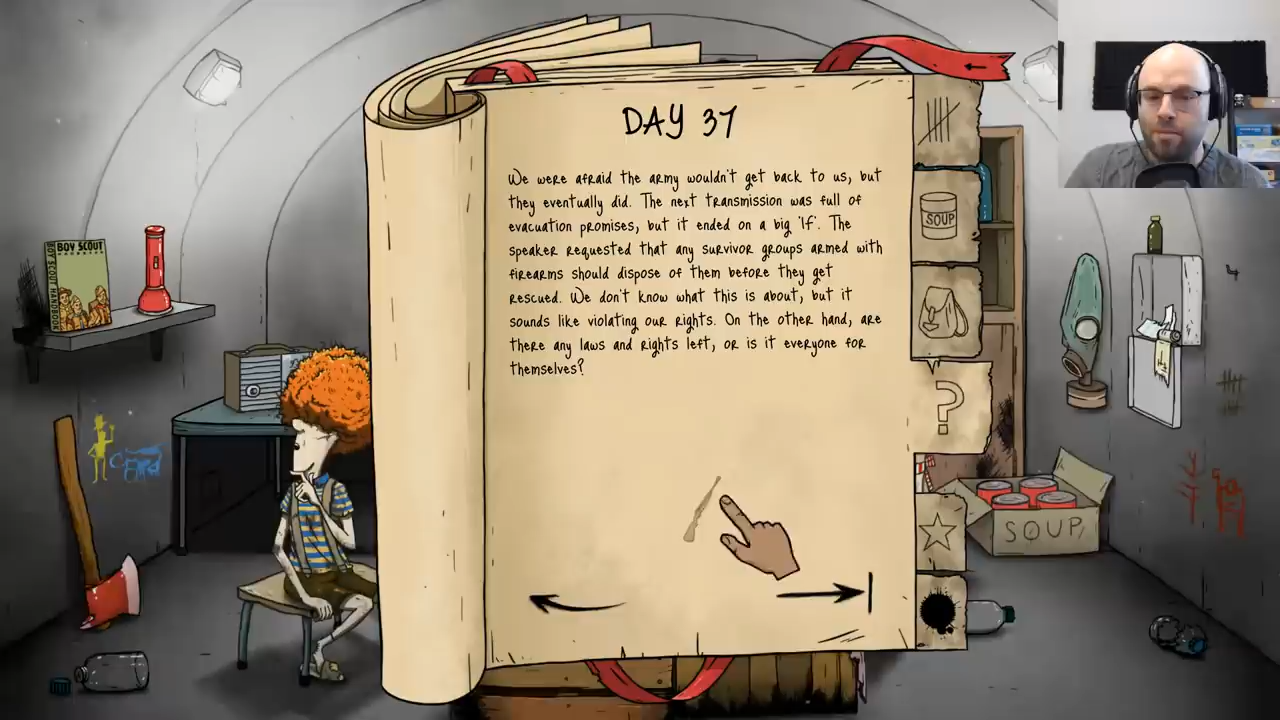 DAY 37
We were afraid the army wouldn't get back to us, but
they eventually did. The next transmission was full of
evacuation promises, but it ended on a big 'If'. The
speaker requested that any survivor groups armed with
firearms should dispose of them before they get
rescued. We don't know what this is about, but it
sounds like violating our rights. On the other hand, are
there any laws and rights left, or is it everyone for
themselves?
SOUP
?
BOY SCOUT
SOUP